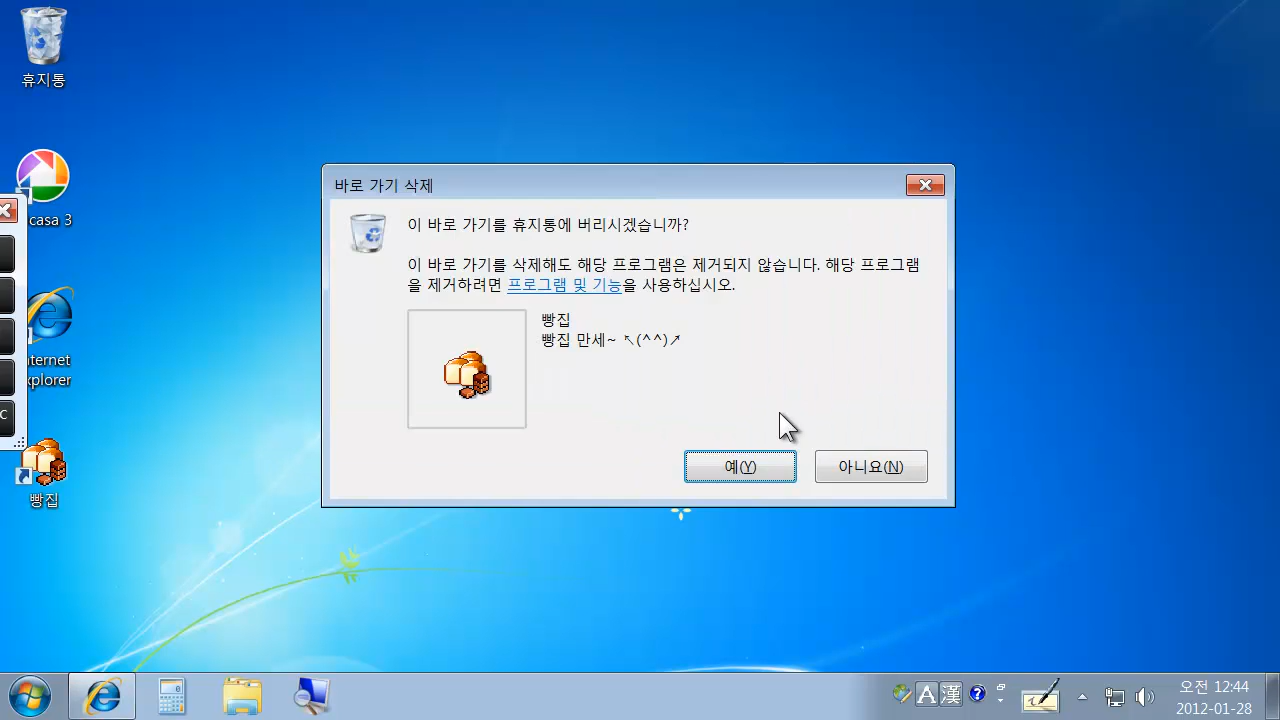 휴지통
casa 3
nternet
xplorer
C
빵집
바로 가기 삭제
이 바로 가기를 휴지통에 버리시겠습니까?
이 바로 가기를 삭제해도 해당 프로그램은 제거되지 않습니다. 해당 프로그램
을 제거하려면 프로그램 및 기능을 사용하십시오.
빵집
빵집 만세~ ↖(^^)↗
예(Y)
아니요(N)
A 漢
오전 12:44
2012-01-28